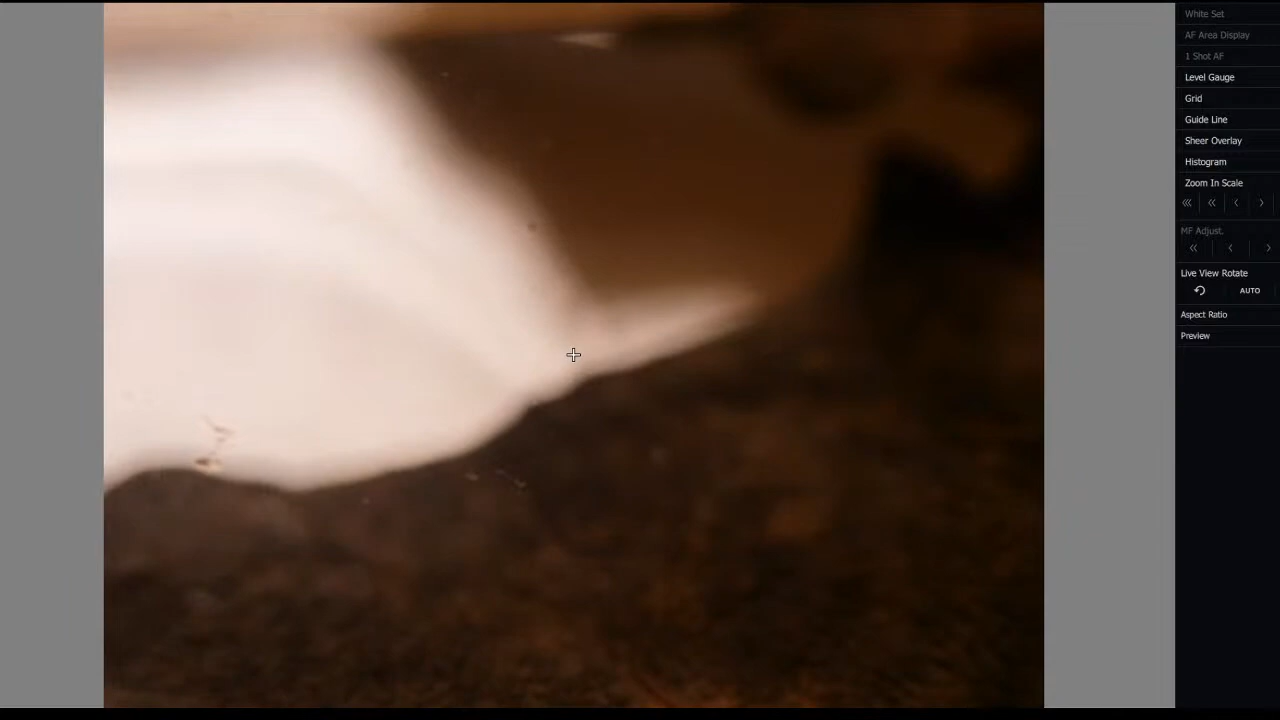 White Set
AF Area Display
1 Shot AF
Level Gauge
Grid
Guide Line
Sheer Overlay
Histogram
Zoom In Scale
MF Adjust.
Live View Rotate
AUTO
Aspect Ratio
Preview